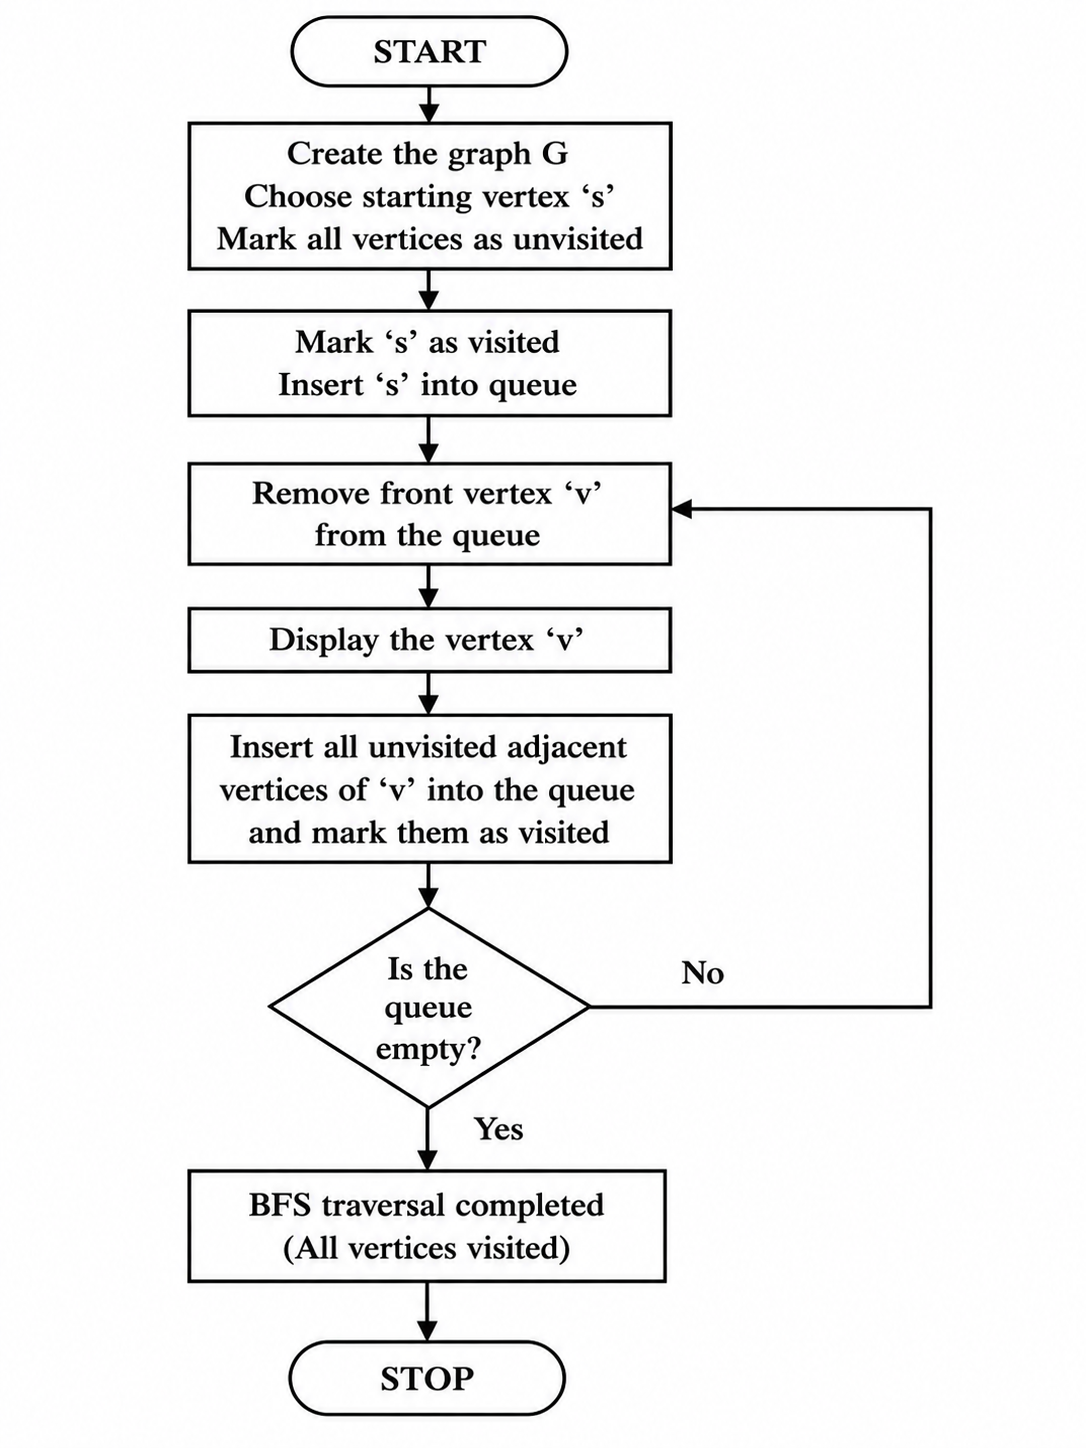 START
Create the graph G
Choose starting vertex ‘s’
Mark all vertices as unvisited
Mark ‘s’ as visited
Insert ‘s’ into queue
Remove front vertex ‘v’
from the queue
Display the vertex ‘v’
Insert all unvisited adjacent
vertices of ‘v’ into the queue
and mark them as visited
Is the
queue
empty?
No
Yes
BFS traversal completed
(All vertices visited)
STOP